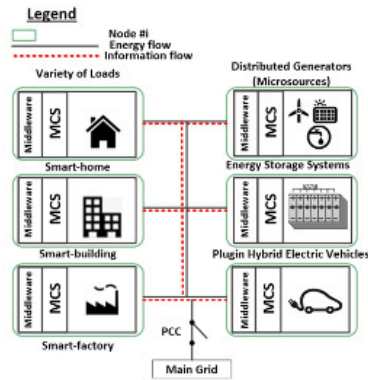 Legend
Node #i
Energy flow
Information flow
Variety of Loads
Distributed Generators
(Microsources)
Middleware
MCS
Smart-home
Middleware
MCS
Energy Storage Systems
Middleware
MCS
Smart-building
Middleware
MCS
Plugin Hybrid Electric Vehicles
Middleware
MCS
Smart-factory
Middleware
MCS
PCC
Main Grid